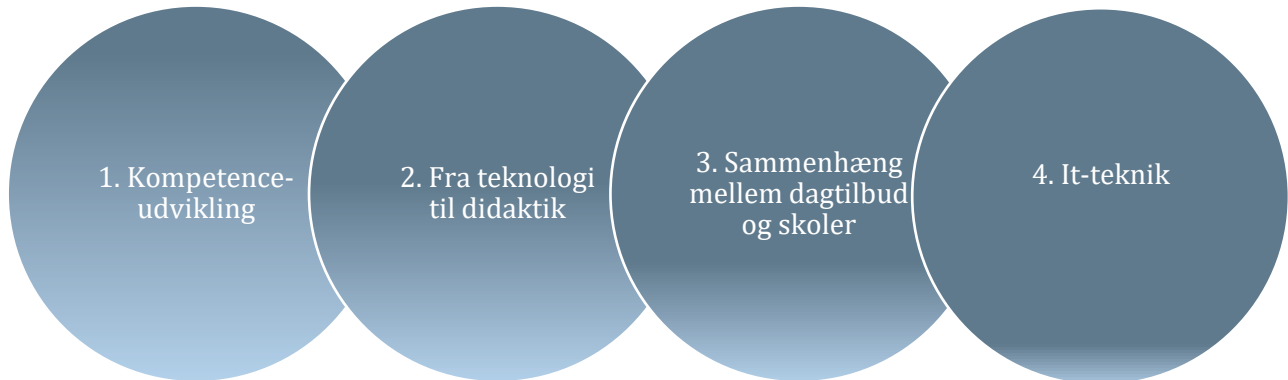 1. Kompetence-
udvikling
2. Fra teknologi
til didaktik
3. Sammenhæng
mellem dagtilbud
og skoler
4. It-teknik